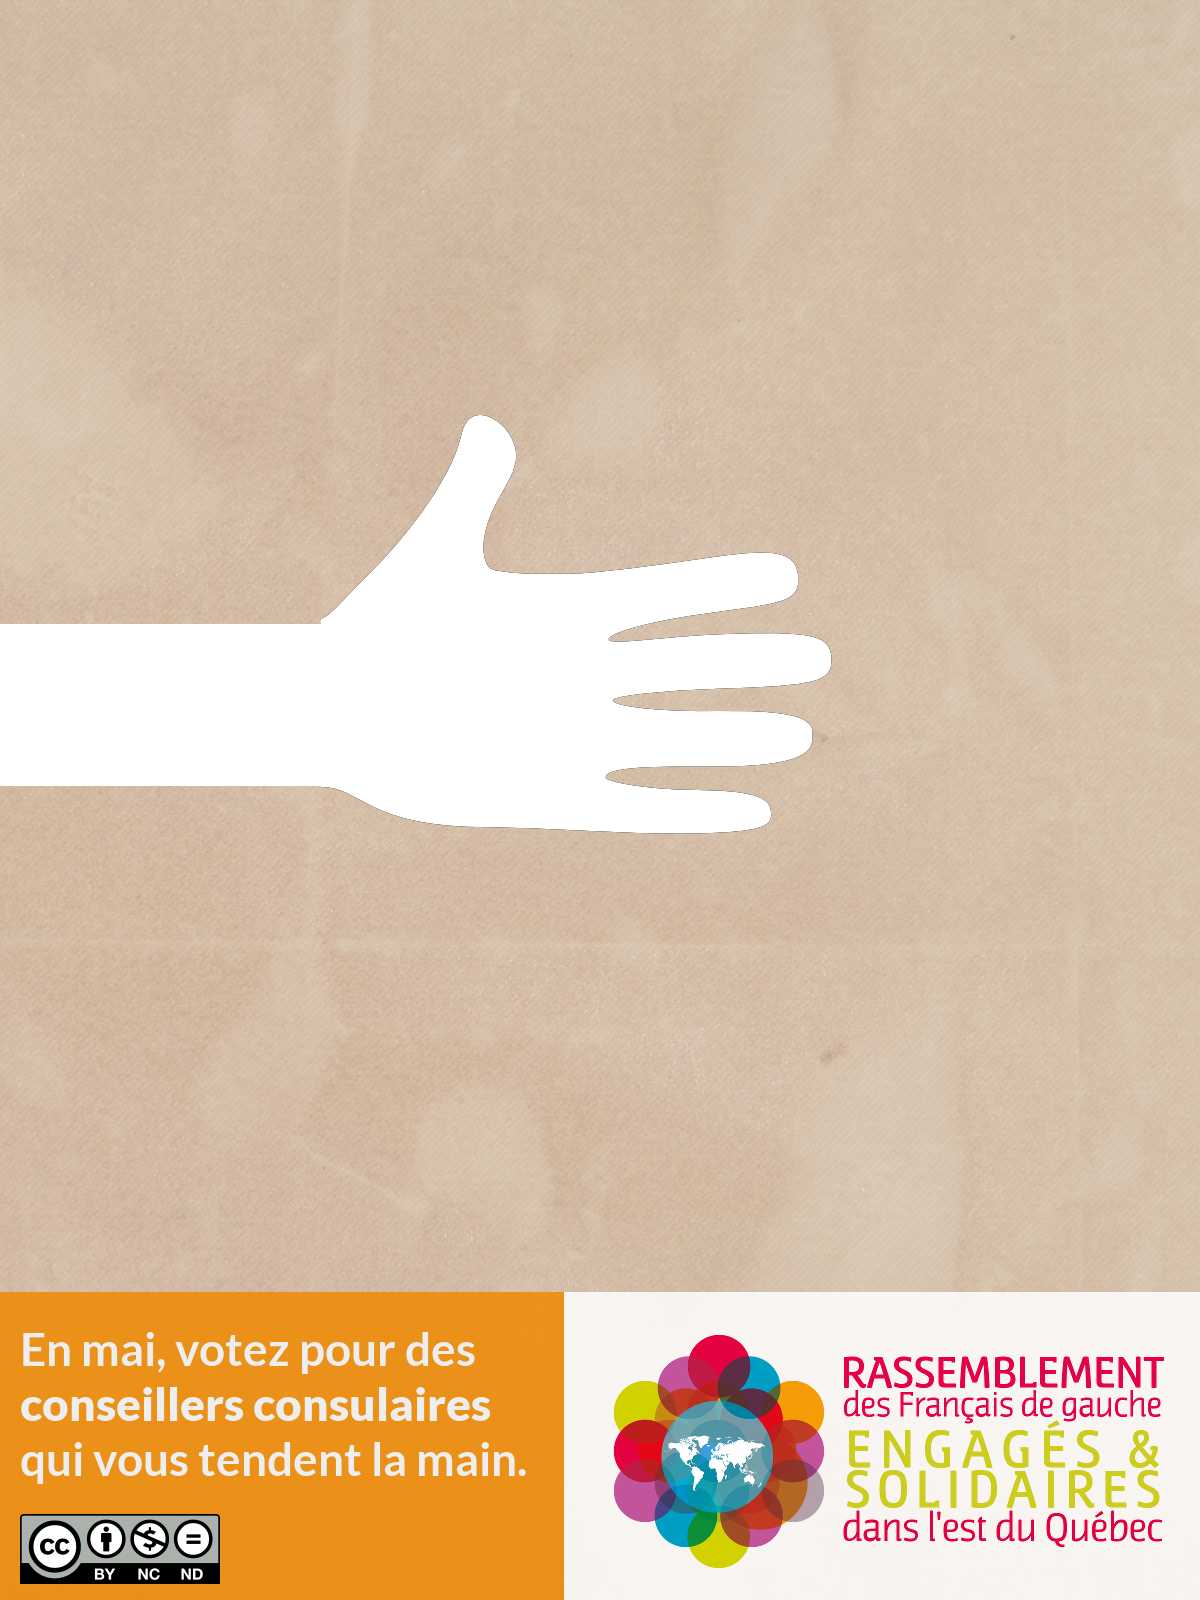 En mai, votez pour des
conseillers consulaires
qui vous tendent la main.
cc
BY NC ND
RASSEMBLEMENT
des Français de gauche
ENGAGÉS &
SOLIDAIRES
dans l'est du Québec